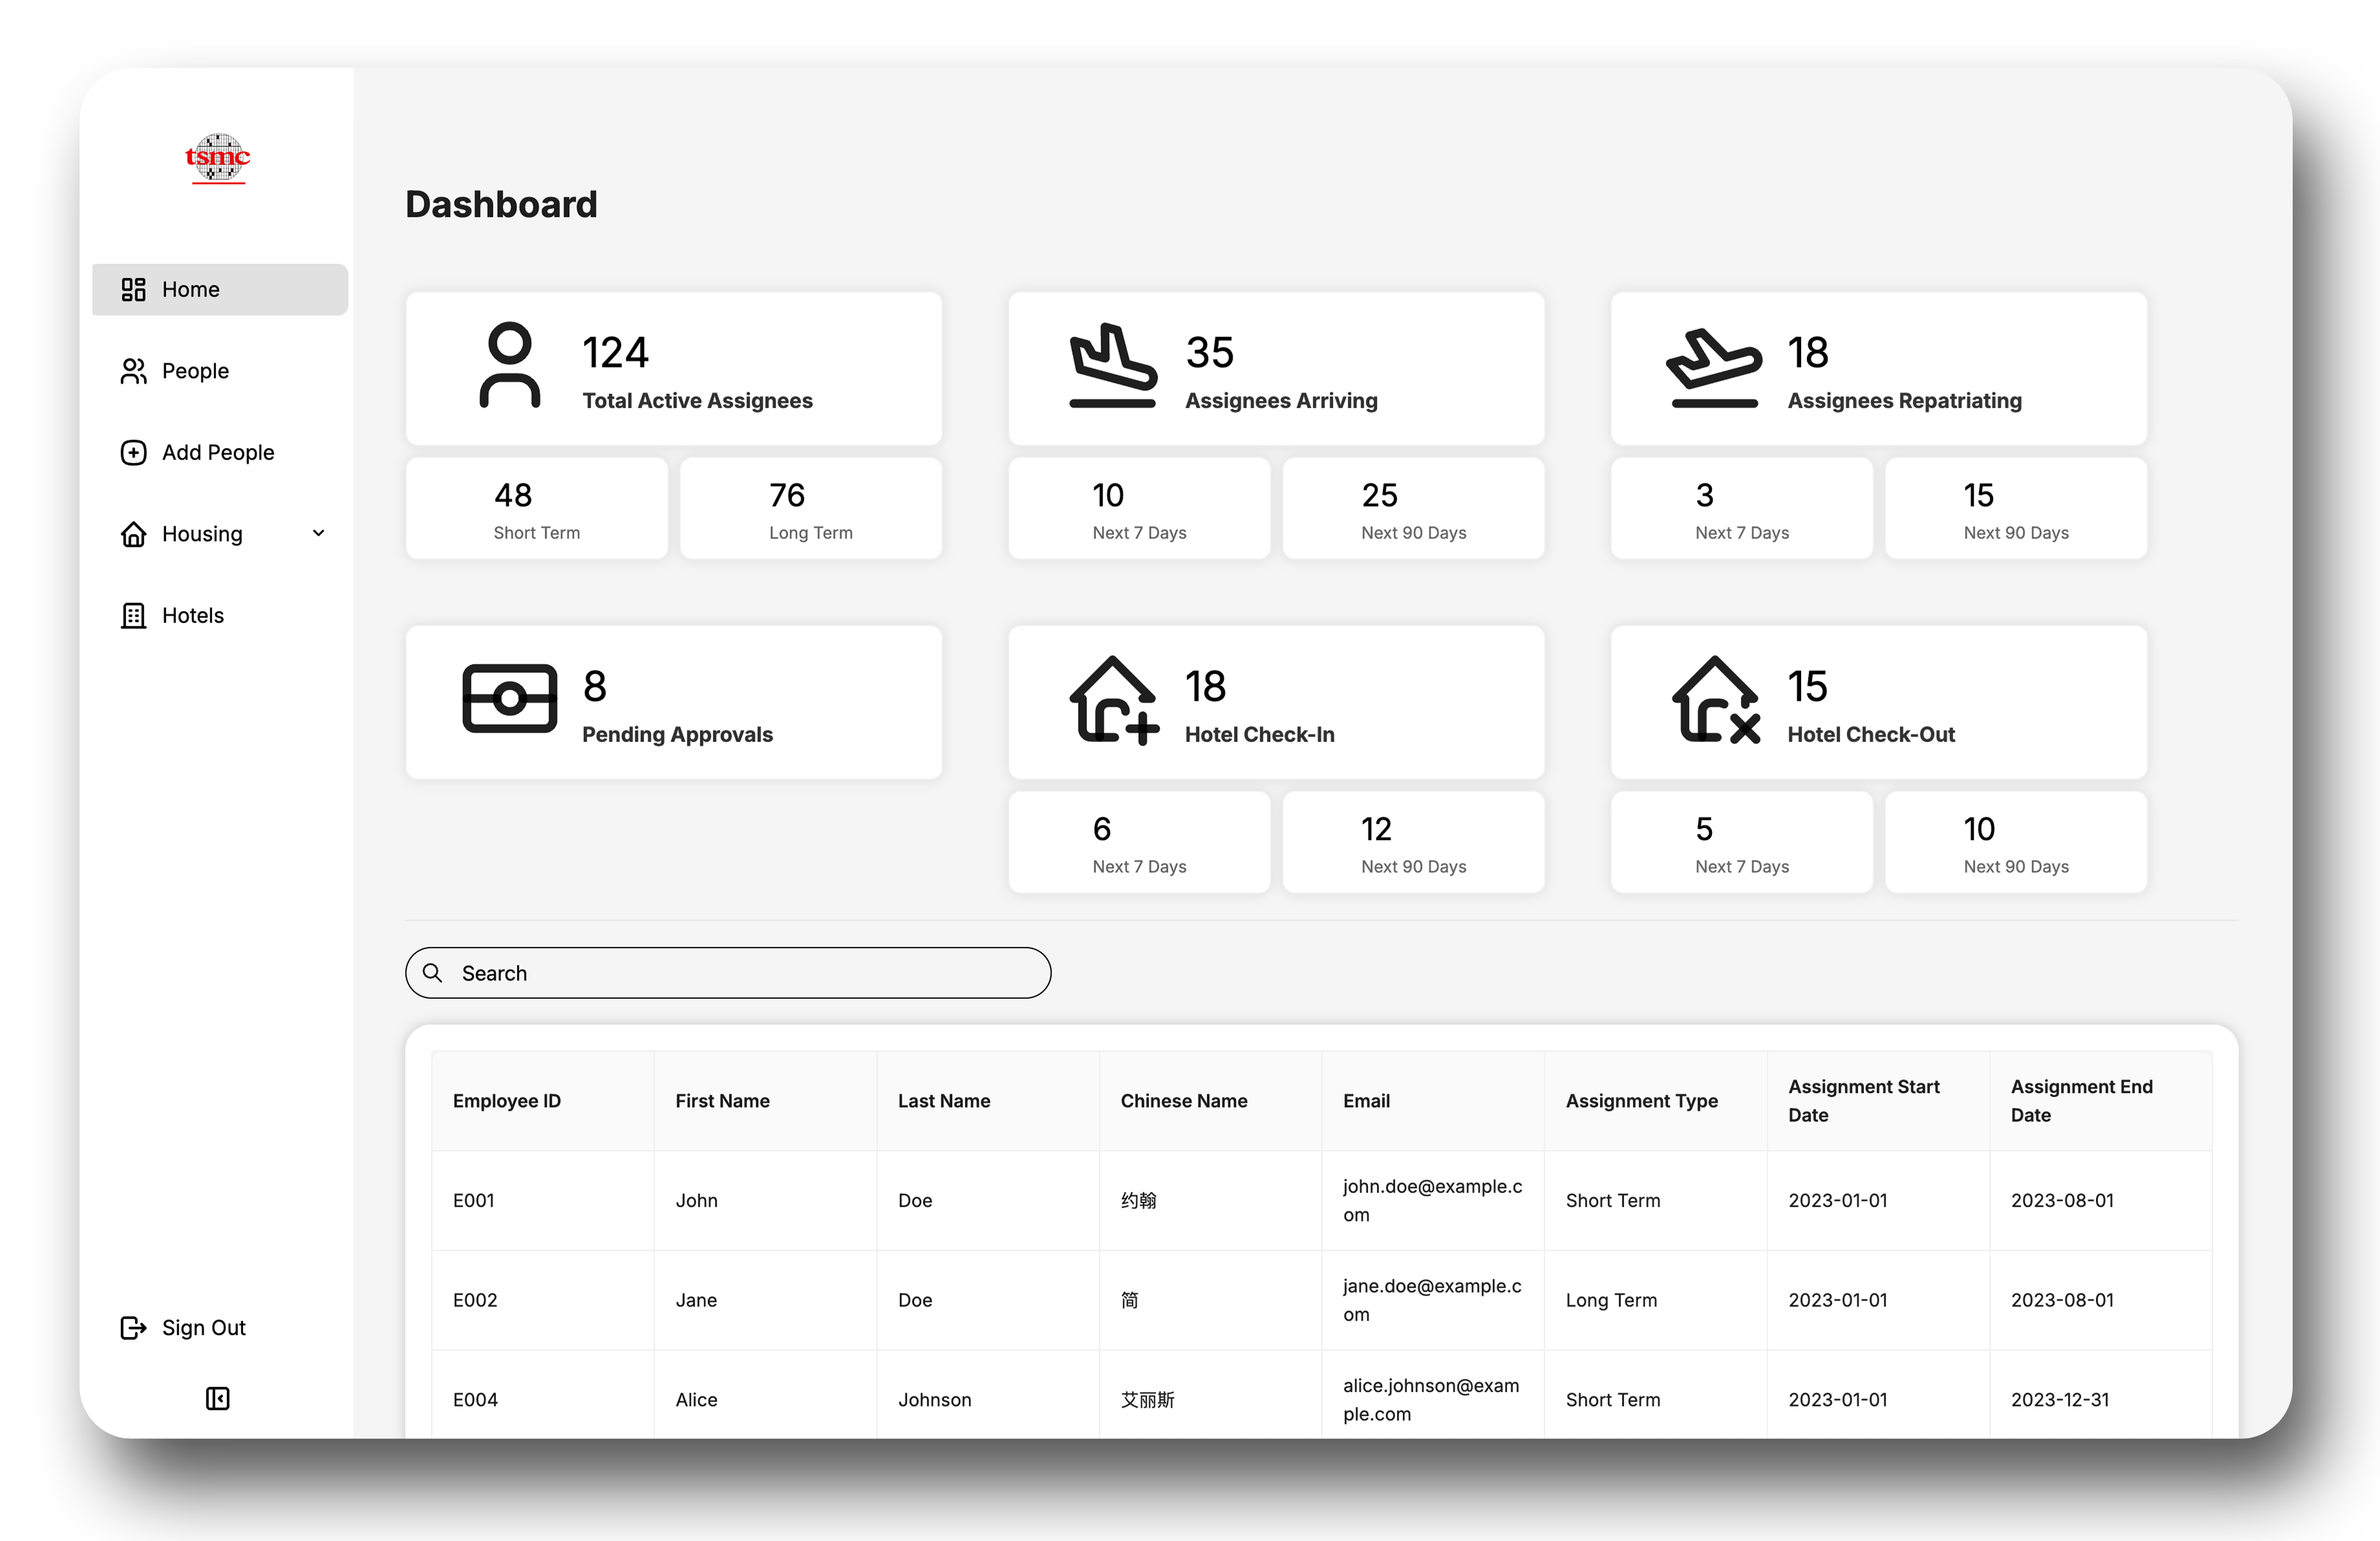 tsmc
Home
People
Add People
Housing
Hotels
Sign Out
Dashboard
124
Total Active Assignees
48
Short Term
76
Long Term
35
Assignees Arriving
10
Next 7 Days
25
Next 90 Days
18
Assignees Repatriating
3
Next 7 Days
15
Next 90 Days
8
Pending Approvals
18
Hotel Check-In
6
Next 7 Days
12
Next 90 Days
15
Hotel Check-Out
5
Next 7 Days
10
Next 90 Days
Search
Employee ID
First Name
Last Name
Chinese Name
Email
Assignment Type
Assignment Start
Date
Assignment End
Date
E001
John
Doe
约翰
john.doe@example.c
om
Short Term
2023-01-01
2023-08-01
E002
Jane
Doe
简
jane.doe@example.c
om
Long Term
2023-01-01
2023-08-01
E004
Alice
Johnson
艾丽斯
alice.johnson@exam
ple.com
Short Term
2023-01-01
2023-12-31